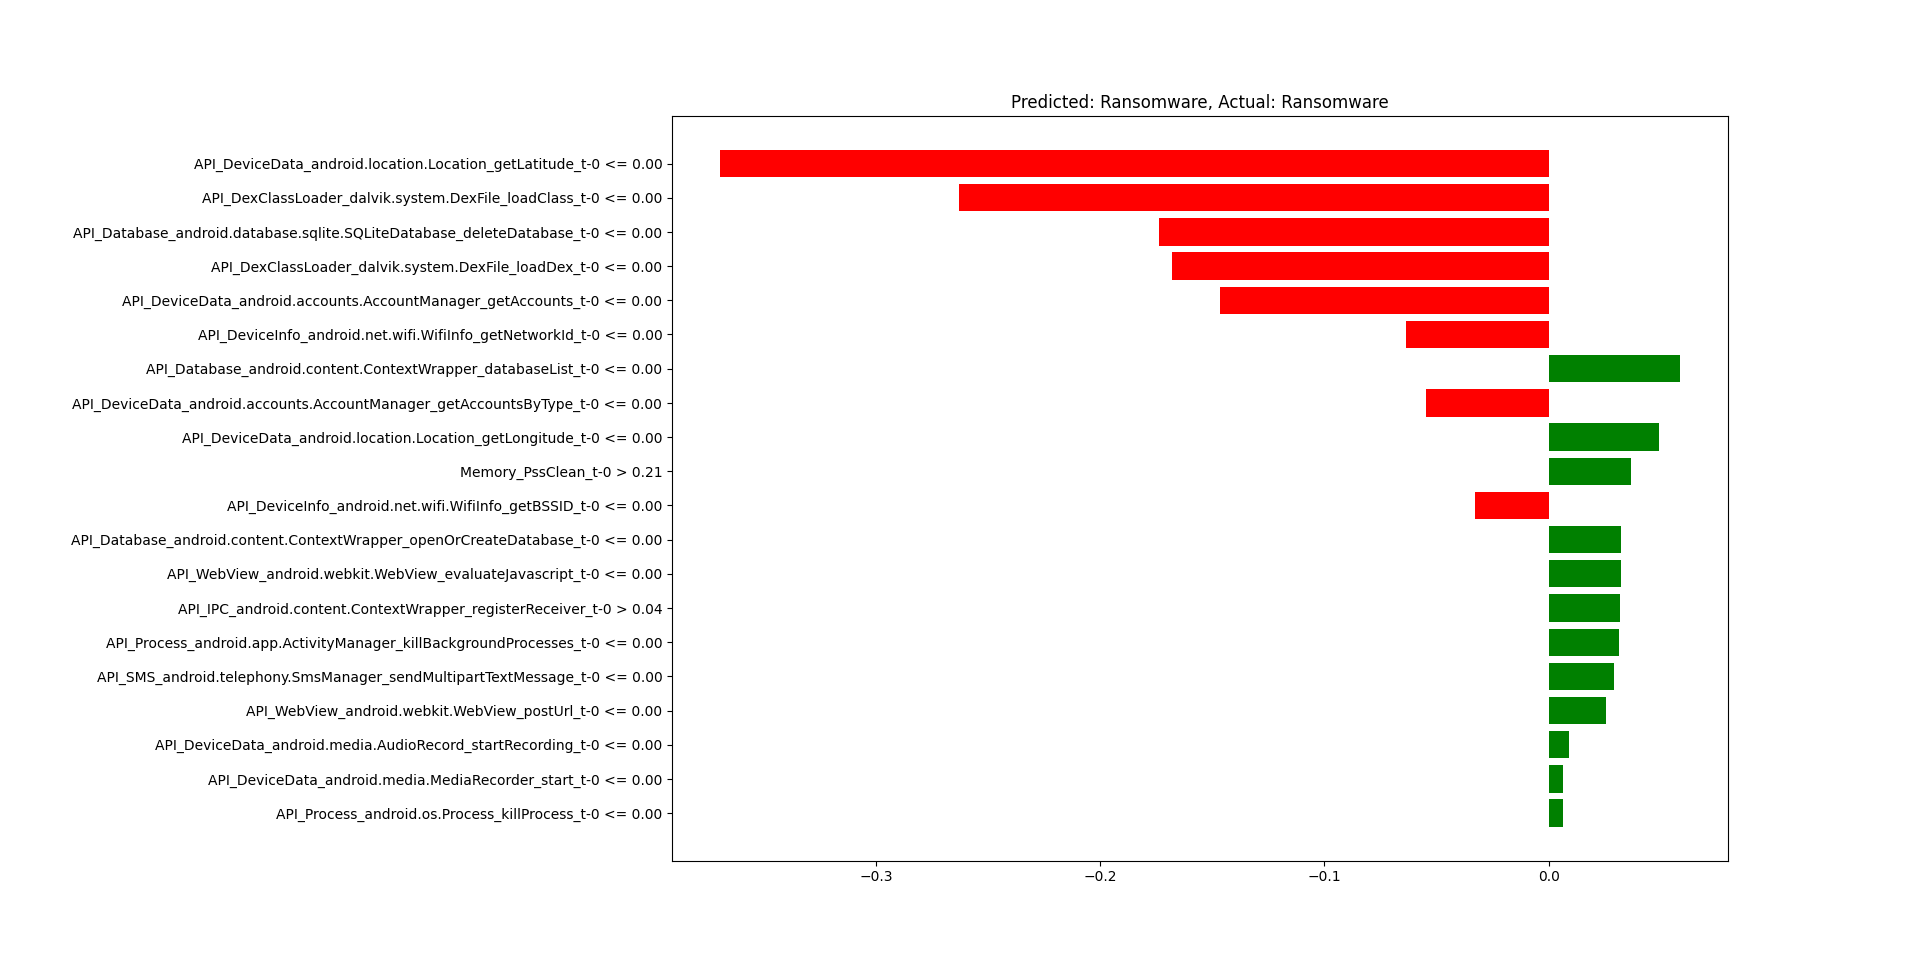 Predicted: Ransomware, Actual: Ransomware
API_DeviceData_android.location.Location_getLatitude_t-0 <= 0.00
API_DexClassLoader_dalvik.system.DexFile_loadClass_t-0 <= 0.00
API_Database_android.database.sqlite.SQLiteDatabase_deleteDatabase_t-0 <= 0.00
API_DexClassLoader_dalvik.system.DexFile_loadDex_t-0 <= 0.00
API_DeviceData_android.accounts.AccountManager_getAccounts_t-0 <= 0.00
API_DeviceInfo_android.net.wifi.WifiInfo_getNetworkId_t-0 <= 0.00
API_Database_android.content.ContextWrapper_databaseList_t-0 <= 0.00
API_DeviceData_android.accounts.AccountManager_getAccountsByType_t-0 <= 0.00
API_DeviceData_android.location.Location_getLongitude_t-0 <= 0.00
Memory_PssClean_t-0 > 0.21
API_DeviceInfo_android.net.wifi.WifiInfo_getBSSID_t-0 <= 0.00
API_Database_android.content.ContextWrapper_openOrCreateDatabase_t-0 <= 0.00
API_WebView_android.webkit.WebView_evaluateJavascript_t-0 <= 0.00
API_IPC_android.content.ContextWrapper_registerReceiver_t-0 > 0.04
API_Process_android.app.ActivityManager_killBackgroundProcesses_t-0 <= 0.00
API_SMS_android.telephony.SmsManager_sendMultipartTextMessage_t-0 <= 0.00
API_WebView_android.webkit.WebView_postUrl_t-0 <= 0.00
API_DeviceData_android.media.AudioRecord_startRecording_t-0 <= 0.00
API_DeviceData_android.media.MediaRecorder_start_t-0 <= 0.00
API_Process_android.os.Process_killProcess_t-0 <= 0.00
−0.3 −0.2 −0.1 0.0